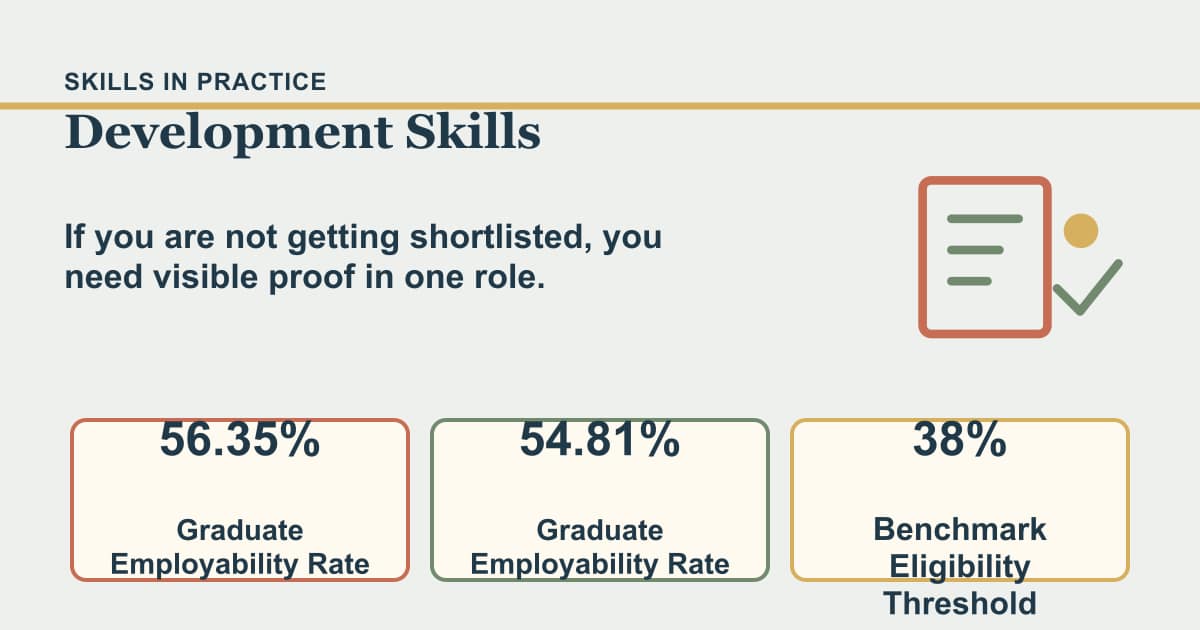 SKILLS IN PRACTICE
Development Skills
If you are not getting shortlisted, you
need visible proof in one role.
56.35%
Graduate
Employability Rate
54.81%
Graduate
Employability Rate
38%
Benchmark
Eligibility
Threshold